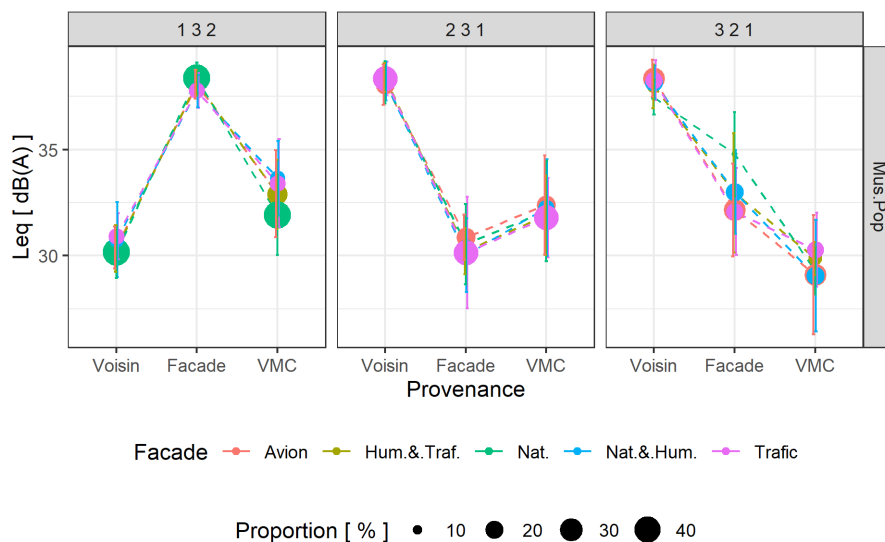 1 3 2
2 3 1
3 2 1
Leq [ dB(A) ]
35
30
Mus.Pop
Voisin Facade VMC
Voisin Facade VMC
Voisin Facade VMC
Provenance
Facade Avion Hum.&.Traf. Nat. Nat.&.Hum. Trafic
Proportion [ % ] 10 20 30 40